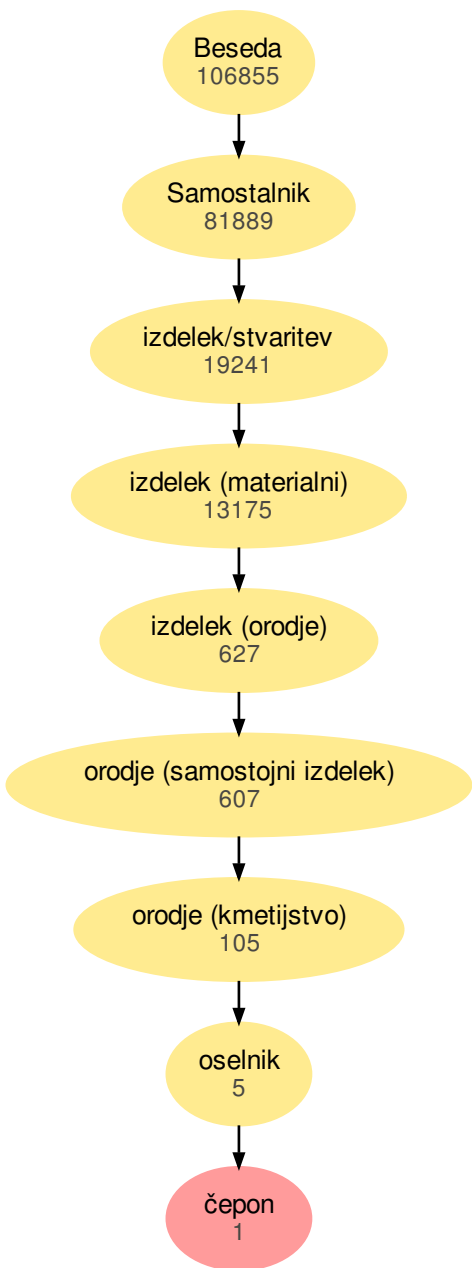 Beseda
106855
Samostalnik
81889
izdelek/stvaritev
19241
izdelek (materialni)
13175
izdelek (orodje)
627
orodje (samostojni izdelek)
607
orodje (kmetijstvo)
105
oselnik
5
čepon
1